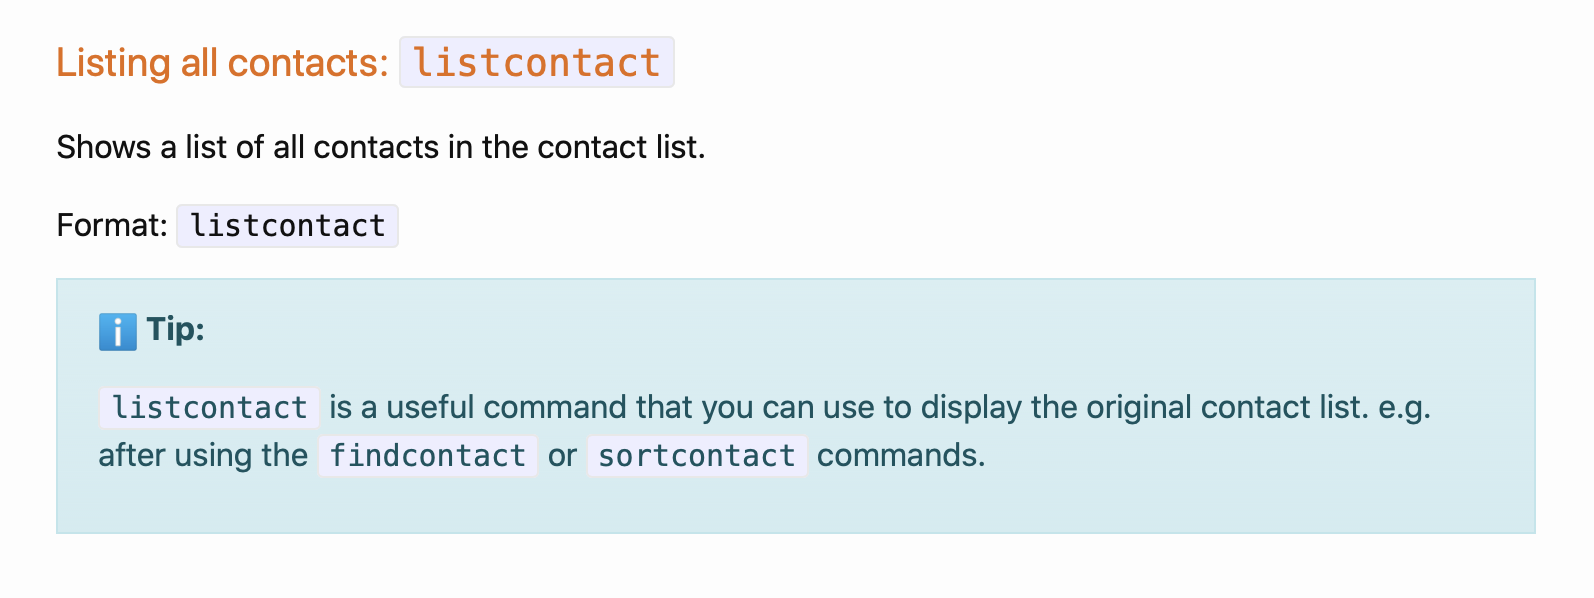 Listing all contacts: listcontact
Shows a list of all contacts in the contact list.
Format: listcontact
ℹ️ Tip:
listcontact is a useful command that you can use to display the original contact list. e.g.
after using the findcontact or sortcontact commands.